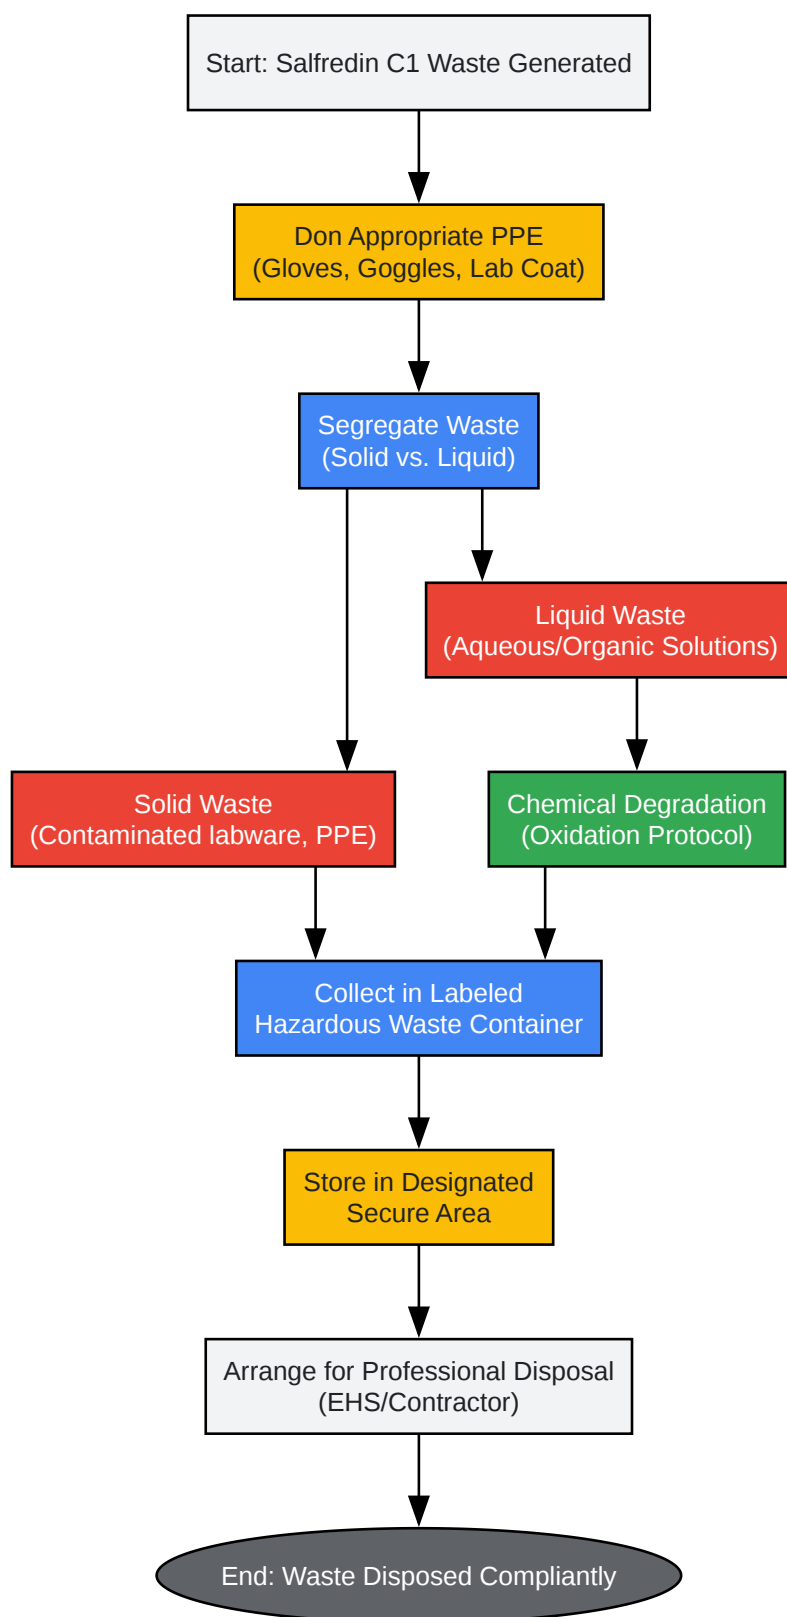 Start: Salfredin C1 Waste Generated
Don Appropriate PPE
(Gloves, Goggles, Lab Coat)
Segregate Waste
(Solid vs. Liquid)
Liquid Waste
(Aqueous/Organic Solutions)
Solid Waste
(Contaminated labware, PPE)
Chemical Degradation
(Oxidation Protocol)
Collect in Labeled
Hazardous Waste Container
Store in Designated
Secure Area
Arrange for Professional Disposal
(EHS/Contractor)
End: Waste Disposed Compliantly